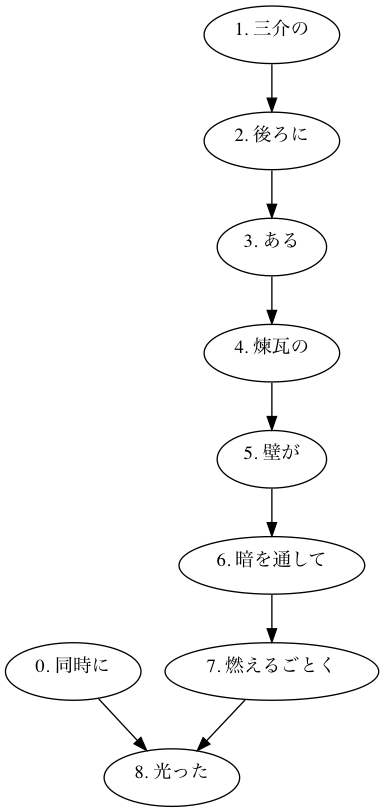 1. 三介の
2. 後ろに
3. ある
4. 煉瓦の
5. 壁が
6. 暗を通して
0. 同時に
7. 燃えるごとく
8. 光った